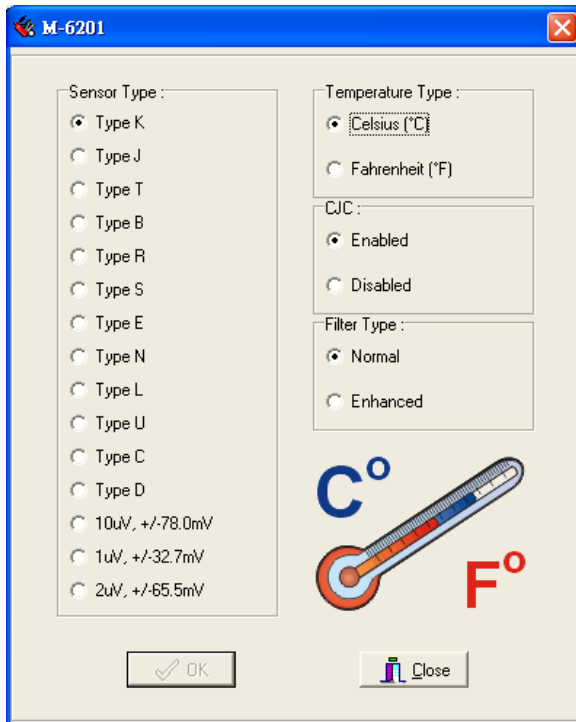 M-6201
Sensor Type :
Type K
Type J
Type T
Type B
Type R
Type S
Type E
Type N
Type L
Type U
Type C
Type D
10uV, +/-78.0mV
1uV, +/-32.7mV
2uV, +/-65.5mV
Temperature Type :
Celsius (°C)
Fahrenheit (°F)
CJC :
Enabled
Disabled
Filter Type :
Normal
Enhanced
C°
F°
OK
Close